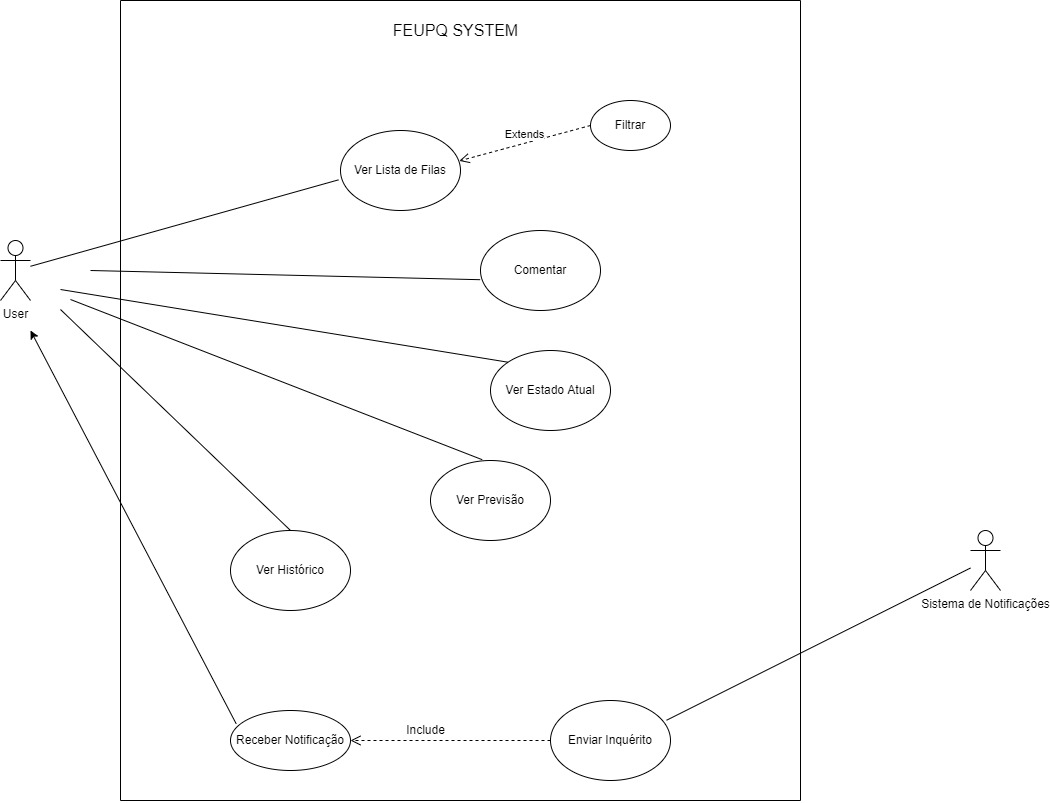 FEUPQ SYSTEM
Filtrar
Extends
Ver Lista de Filas
Comentar
User
Ver Estado Atual
Ver Previsão
Ver Histórico
Sistema de Notificações
Include
Receber Notificação
Enviar Inquérito